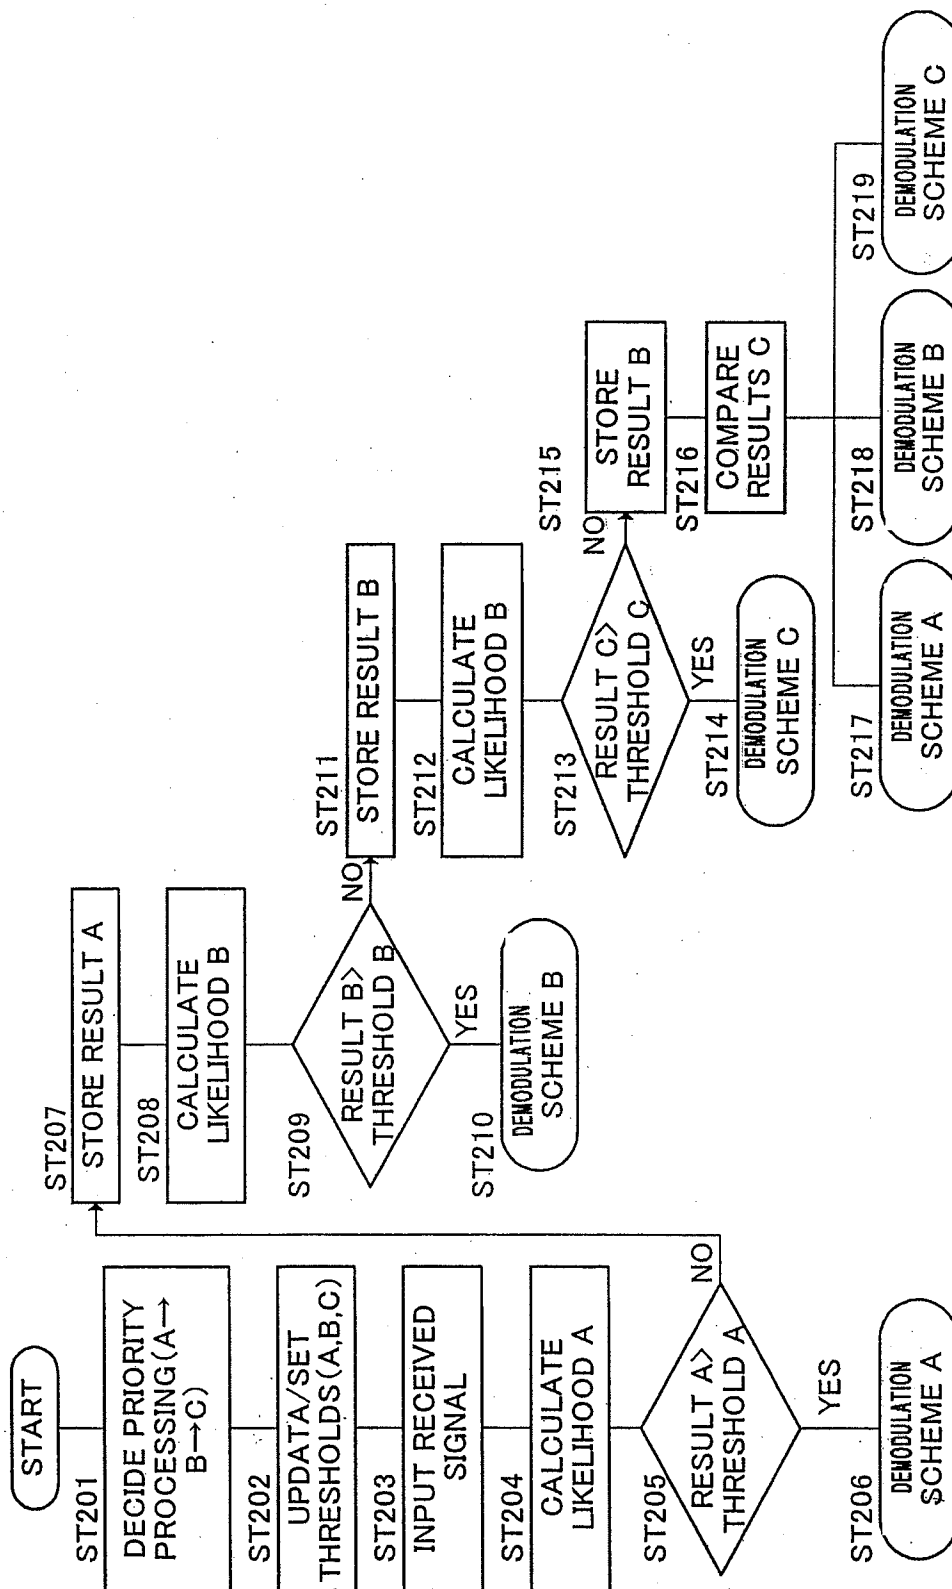 START
ST201
DECIDE PRIORITY
PROCESSING(A→
B→C)
ST202
UPDATA/SET
THRESHOLDS(A,B,C)
ST203
INPUT RECEIVED
SIGNAL
ST204
CALCULATE
LIKELIHOOD A
ST205
RESULT A>
THRESHOLD A
NO
YES
ST206
DEMODULATION
SCHEME A
ST207
STORE RESULT A
ST208
CALCULATE
LIKELIHOOD B
ST209
RESULT B>
THRESHOLD B
NO
YES
ST210
DEMODULATION
SCHEME B
ST211
STORE RESULT B
ST212
CALCULATE
LIKELIHOOD B
ST213
RESULT C>
THRESHOLD C
NO
YES
ST214
DEMODULATION
SCHEME C
ST215
STORE
RESULT B
ST216
COMPARE
RESULTS C
ST217
DEMODULATION
SCHEME A
ST218
DEMODULATION
SCHEME B
ST219
DEMODULATION
SCHEME C